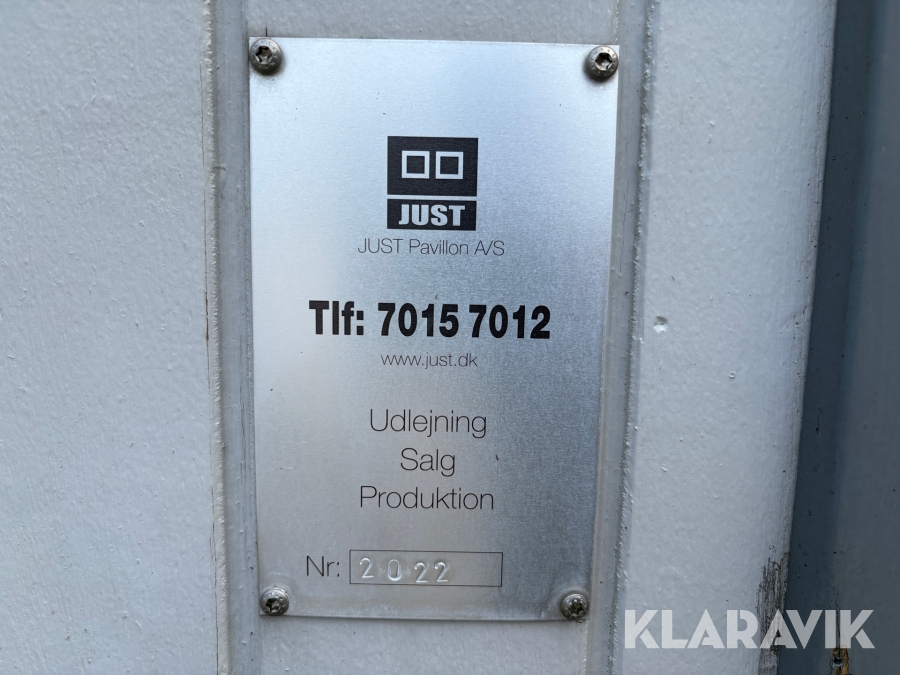 JUST
JUST Pavillon A/S
Tlf: 7015 7012
www.just.dk
Udlejning
Salg
Produktion
Nr: 2022
KLARAVIK